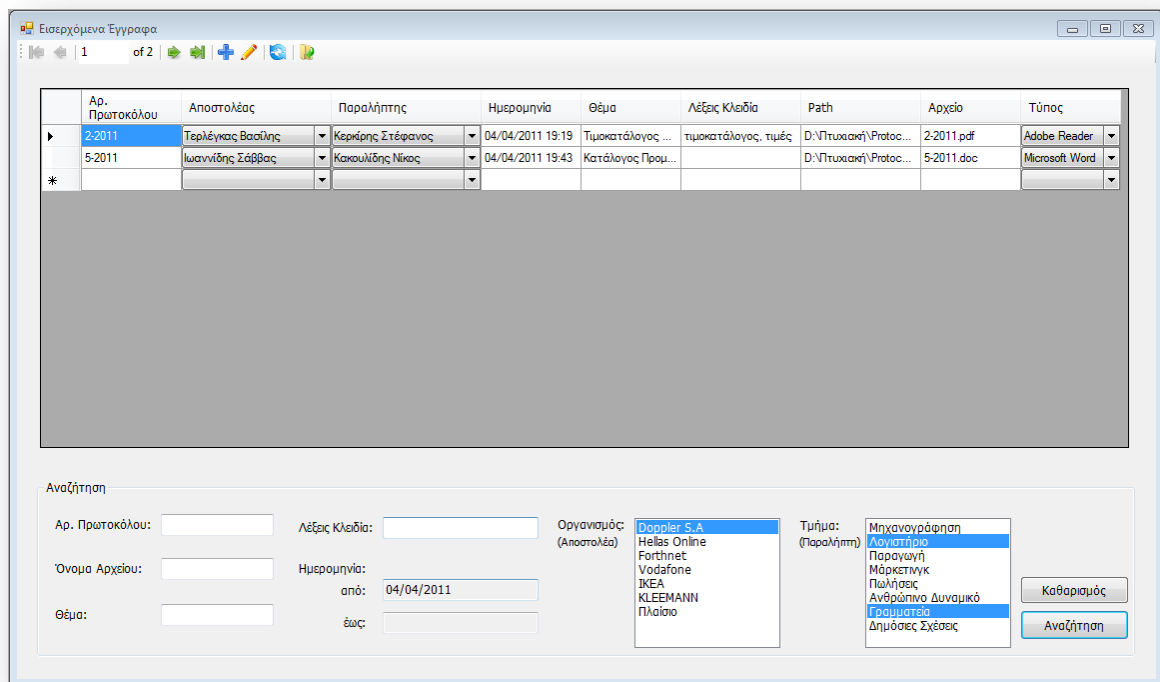 Εισερχόμενα Έγγραφα
1 of 2
Αρ. Πρωτοκόλου Αποστολέας Παραλήπτης Ημερομηνία Θέμα Λέξεις Κλειδία Path Αρχείο Τύπος
2-2011 Τερλέγκας Βασίλης Κερκίρης Στέφανος 04/04/2011 19:19 Τιμοκατάλογος ... τιμοκατάλογος, τιμές D:\Πτυχιακή\Protoc... 2-2011.pdf Adobe Reader
5-2011 Ιωαννίδης Σάββας Κακουλίδης Νίκος 04/04/2011 19:43 Κατάλογος Προμ... D:\Πτυχιακή\Protoc... 5-2011.doc Microsoft Word
Αναζήτηση
Αρ. Πρωτοκόλου:
Όνομα Αρχείου:
Θέμα:
Λέξεις Κλειδία:
Ημερομηνία:
από: 04/04/2011
έως:
Οργανισμός:
(Αποστολέα)
Doppler S.A
Hellas Online
Forthnet
Vodafone
IKEA
KLEEMANN
Πλαίσιο
Τμήμα:
(Παραλήπτη)
Μηχανογράφηση
Λογιστήριο
Παραγωγή
Μάρκετινγκ
Πωλήσεις
Ανθρώπινο Δυναμικό
Γραμματεία
Δημόσιες Σχέσεις
Καθαρισμός
Αναζήτηση